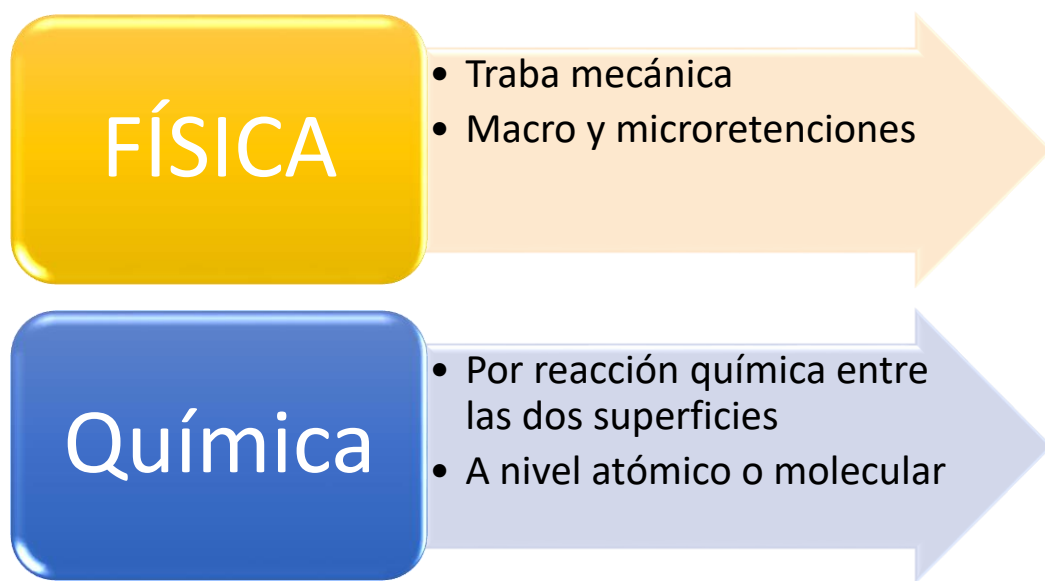 FÍSICA
• Traba mecánica
• Macro y microretenciones
Química
• Por reacción química entre
las dos superficies
• A nivel atómico o molecular